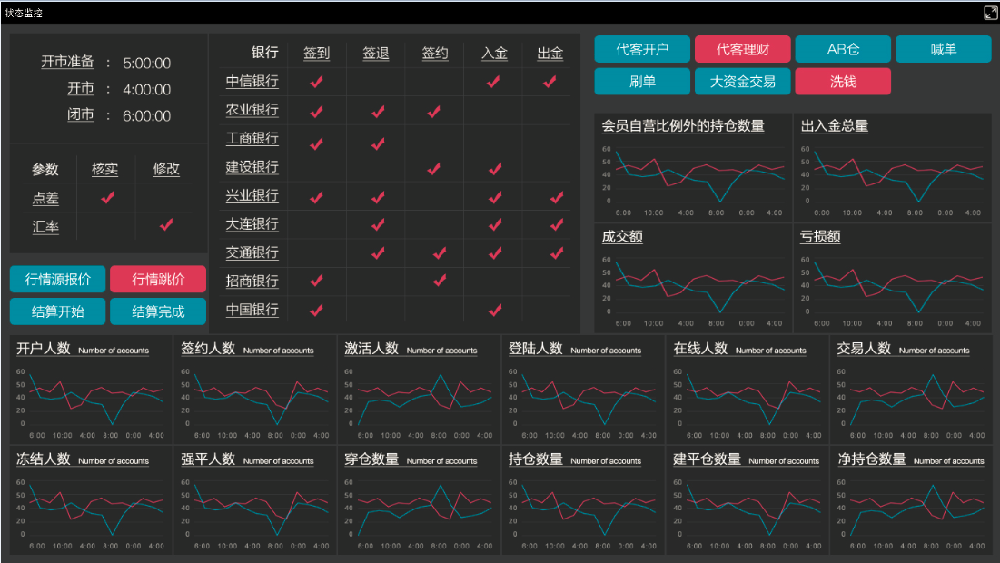 状态监控
开市准备 : 5:00:00
开市 : 4:00:00
闭市 : 6:00:00
参数 核实 修改
点差
汇率
行情源报价 行情跳价
结算开始 结算完成
银行 签到 签退 签约 入金 出金
中信银行
农业银行
工商银行
建设银行
兴业银行
大连银行
交通银行
招商银行
中国银行
代客开户 代客理财 AB仓 喊单
刷单 大资金交易 洗钱
会员自营比例外的持仓数量
60
50
40
20
0
6:00 10:00 4:00 8:00 0:00 4:00
出入金总量
60
50
40
20
0
6:00 10:00 4:00 8:00 0:00 4:00
成交额
60
50
40
20
0
6:00 10:00 4:00 8:00 0:00 4:00
亏损额
60
50
40
20
0
6:00 10:00 4:00 8:00 0:00 4:00
开户人数 Number of accounts
60
50
40
20
0
6:00 10:00 4:00 8:00 0:00 4:00
签约人数 Number of accounts
60
50
40
20
0
6:00 10:00 4:00 8:00 0:00 4:00
激活人数 Number of accounts
60
50
40
20
0
6:00 10:00 4:00 8:00 0:00 4:00
登陆人数 Number of accounts
60
50
40
20
0
6:00 10:00 4:00 8:00 0:00 4:00
在线人数 Number of accounts
60
50
40
20
0
6:00 10:00 4:00 8:00 0:00 4:00
交易人数 Number of accounts
60
50
40
20
0
6:00 10:00 4:00 8:00 0:00 4:00
冻结人数 Number of accounts
60
50
40
20
0
6:00 10:00 4:00 8:00 0:00 4:00
强平人数 Number of accounts
60
50
40
20
0
6:00 10:00 4:00 8:00 0:00 4:00
穿仓数量 Number of accounts
60
50
40
20
0
6:00 10:00 4:00 8:00 0:00 4:00
持仓数量 Number of accounts
60
50
40
20
0
6:00 10:00 4:00 8:00 0:00 4:00
建平仓数量 Number of accounts
60
50
40
20
0
6:00 10:00 4:00 8:00 0:00 4:00
净持仓数量 Number of accounts
60
50
40
20
0
6:00 10:00 4:00 8:00 0:00 4:00